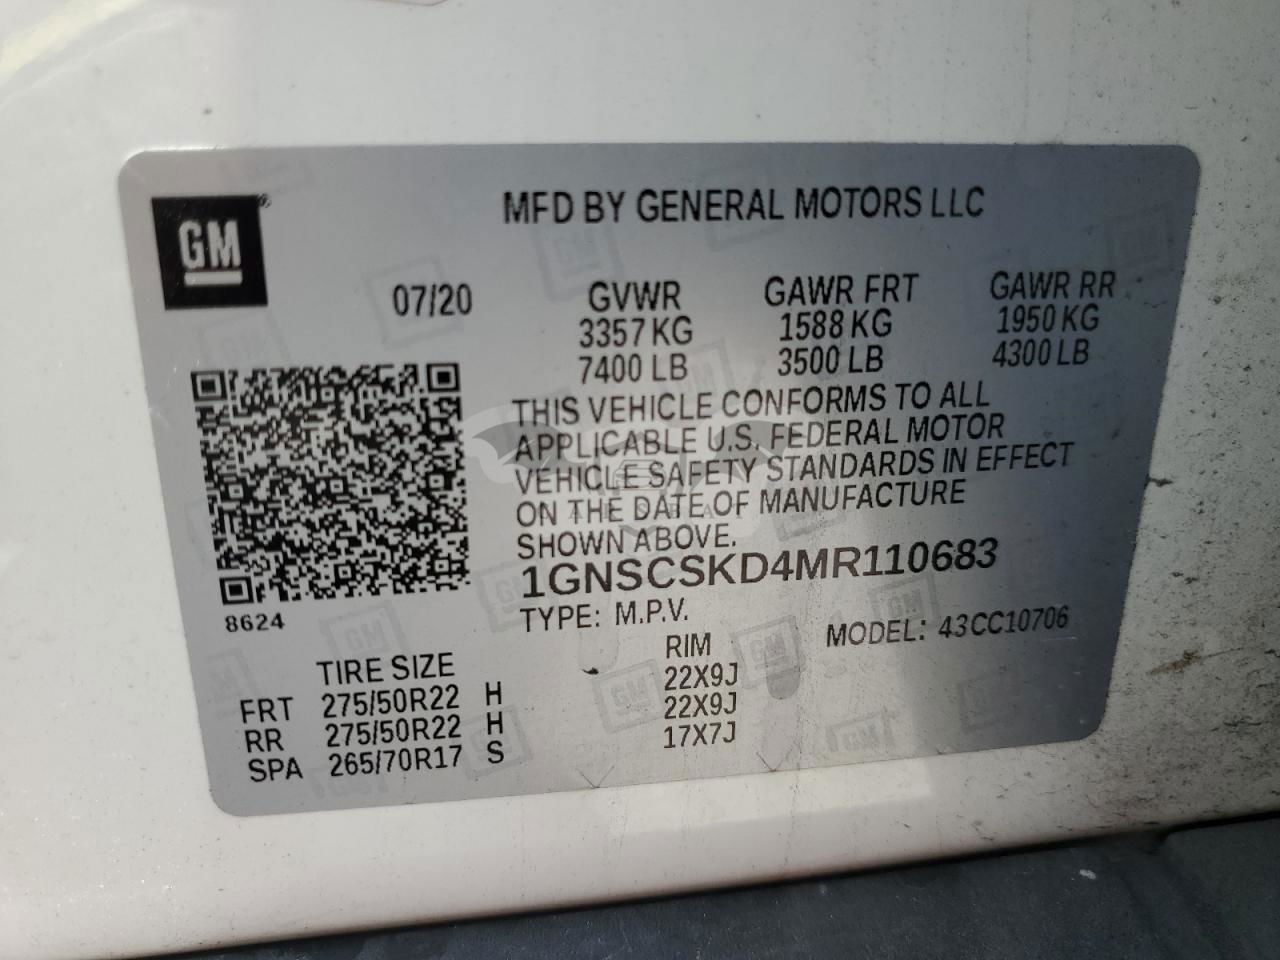 GM®
MFD BY GENERAL MOTORS LLC
07/20 GVWR GAWR FRT GAWR RR
3357 KG 1588 KG 1950 KG
7400 LB 3500 LB 4300 LB
THIS VEHICLE CONFORMS TO ALL
APPLICABLE U.S. FEDERAL MOTOR
VEHICLE SAFETY STANDARDS IN EFFECT
ON THE DATE OF MANUFACTURE
SHOWN ABOVE.
1GNSCSKD4MR110683
8624
TYPE: M.P.V. MODEL: 43CC10706
TIRE SIZE RIM
FRT 275/50R22 H 22X9J
RR 275/50R22 H 22X9J
SPA 265/70R17 S 17X7J